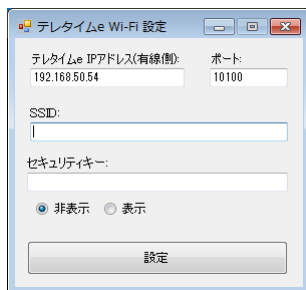 テレタイムe Wi-Fi 設定
テレタイムe IPアドレス(有線側): ポート:
192.168.50.54 10100
SSID:
セキュリティキー:
非表示 表示
設定